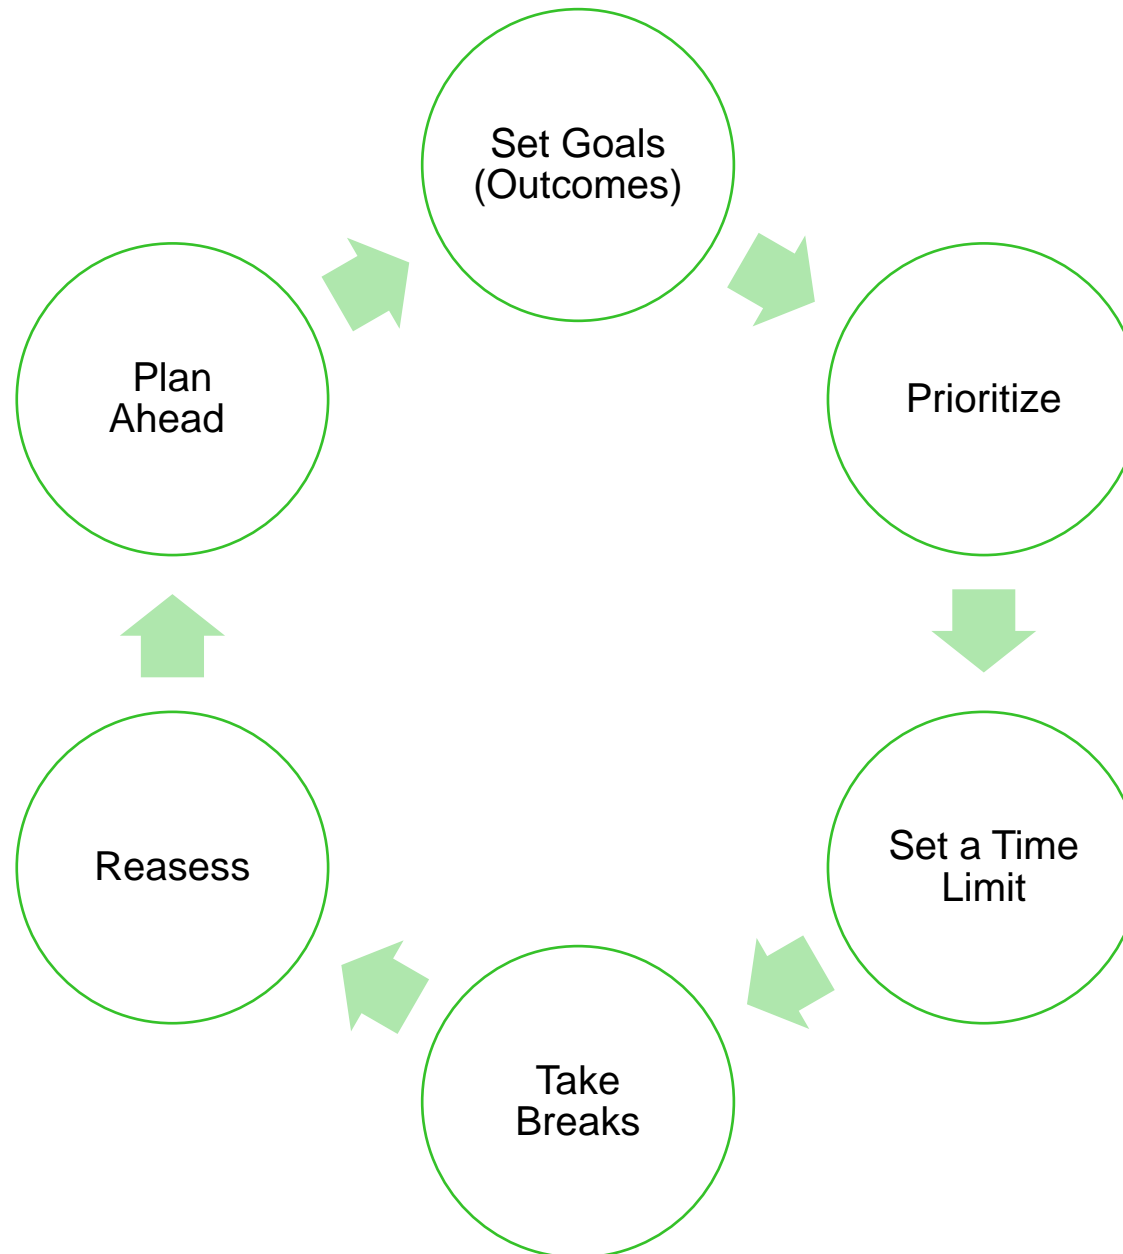 Set Goals
(Outcomes)
Prioritize
Set a Time
Limit
Take
Breaks
Reasess
Plan
Ahead